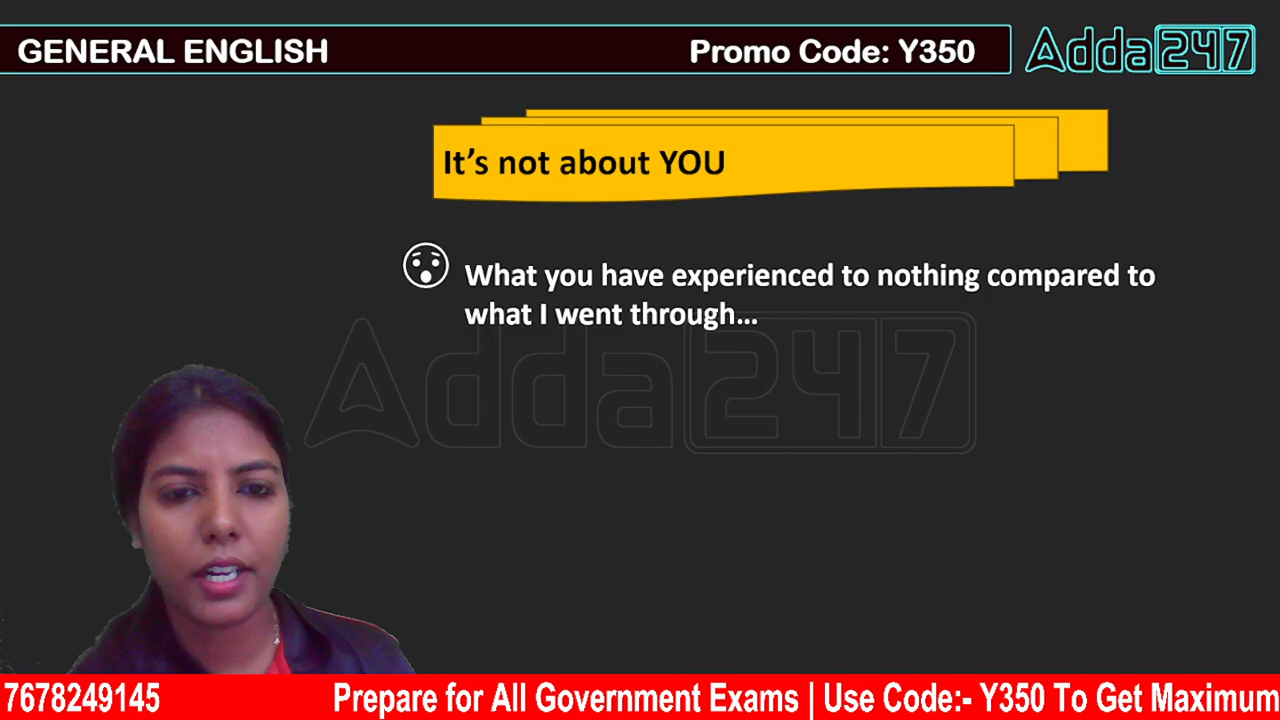 GENERAL ENGLISH
Promo Code: Y350
Adda247
It's not about YOU
What you have experienced to nothing compared to
what I went through...
Adda247
7678249145
Prepare for All Government Exams | Use Code:- Y350 To Get Maximum